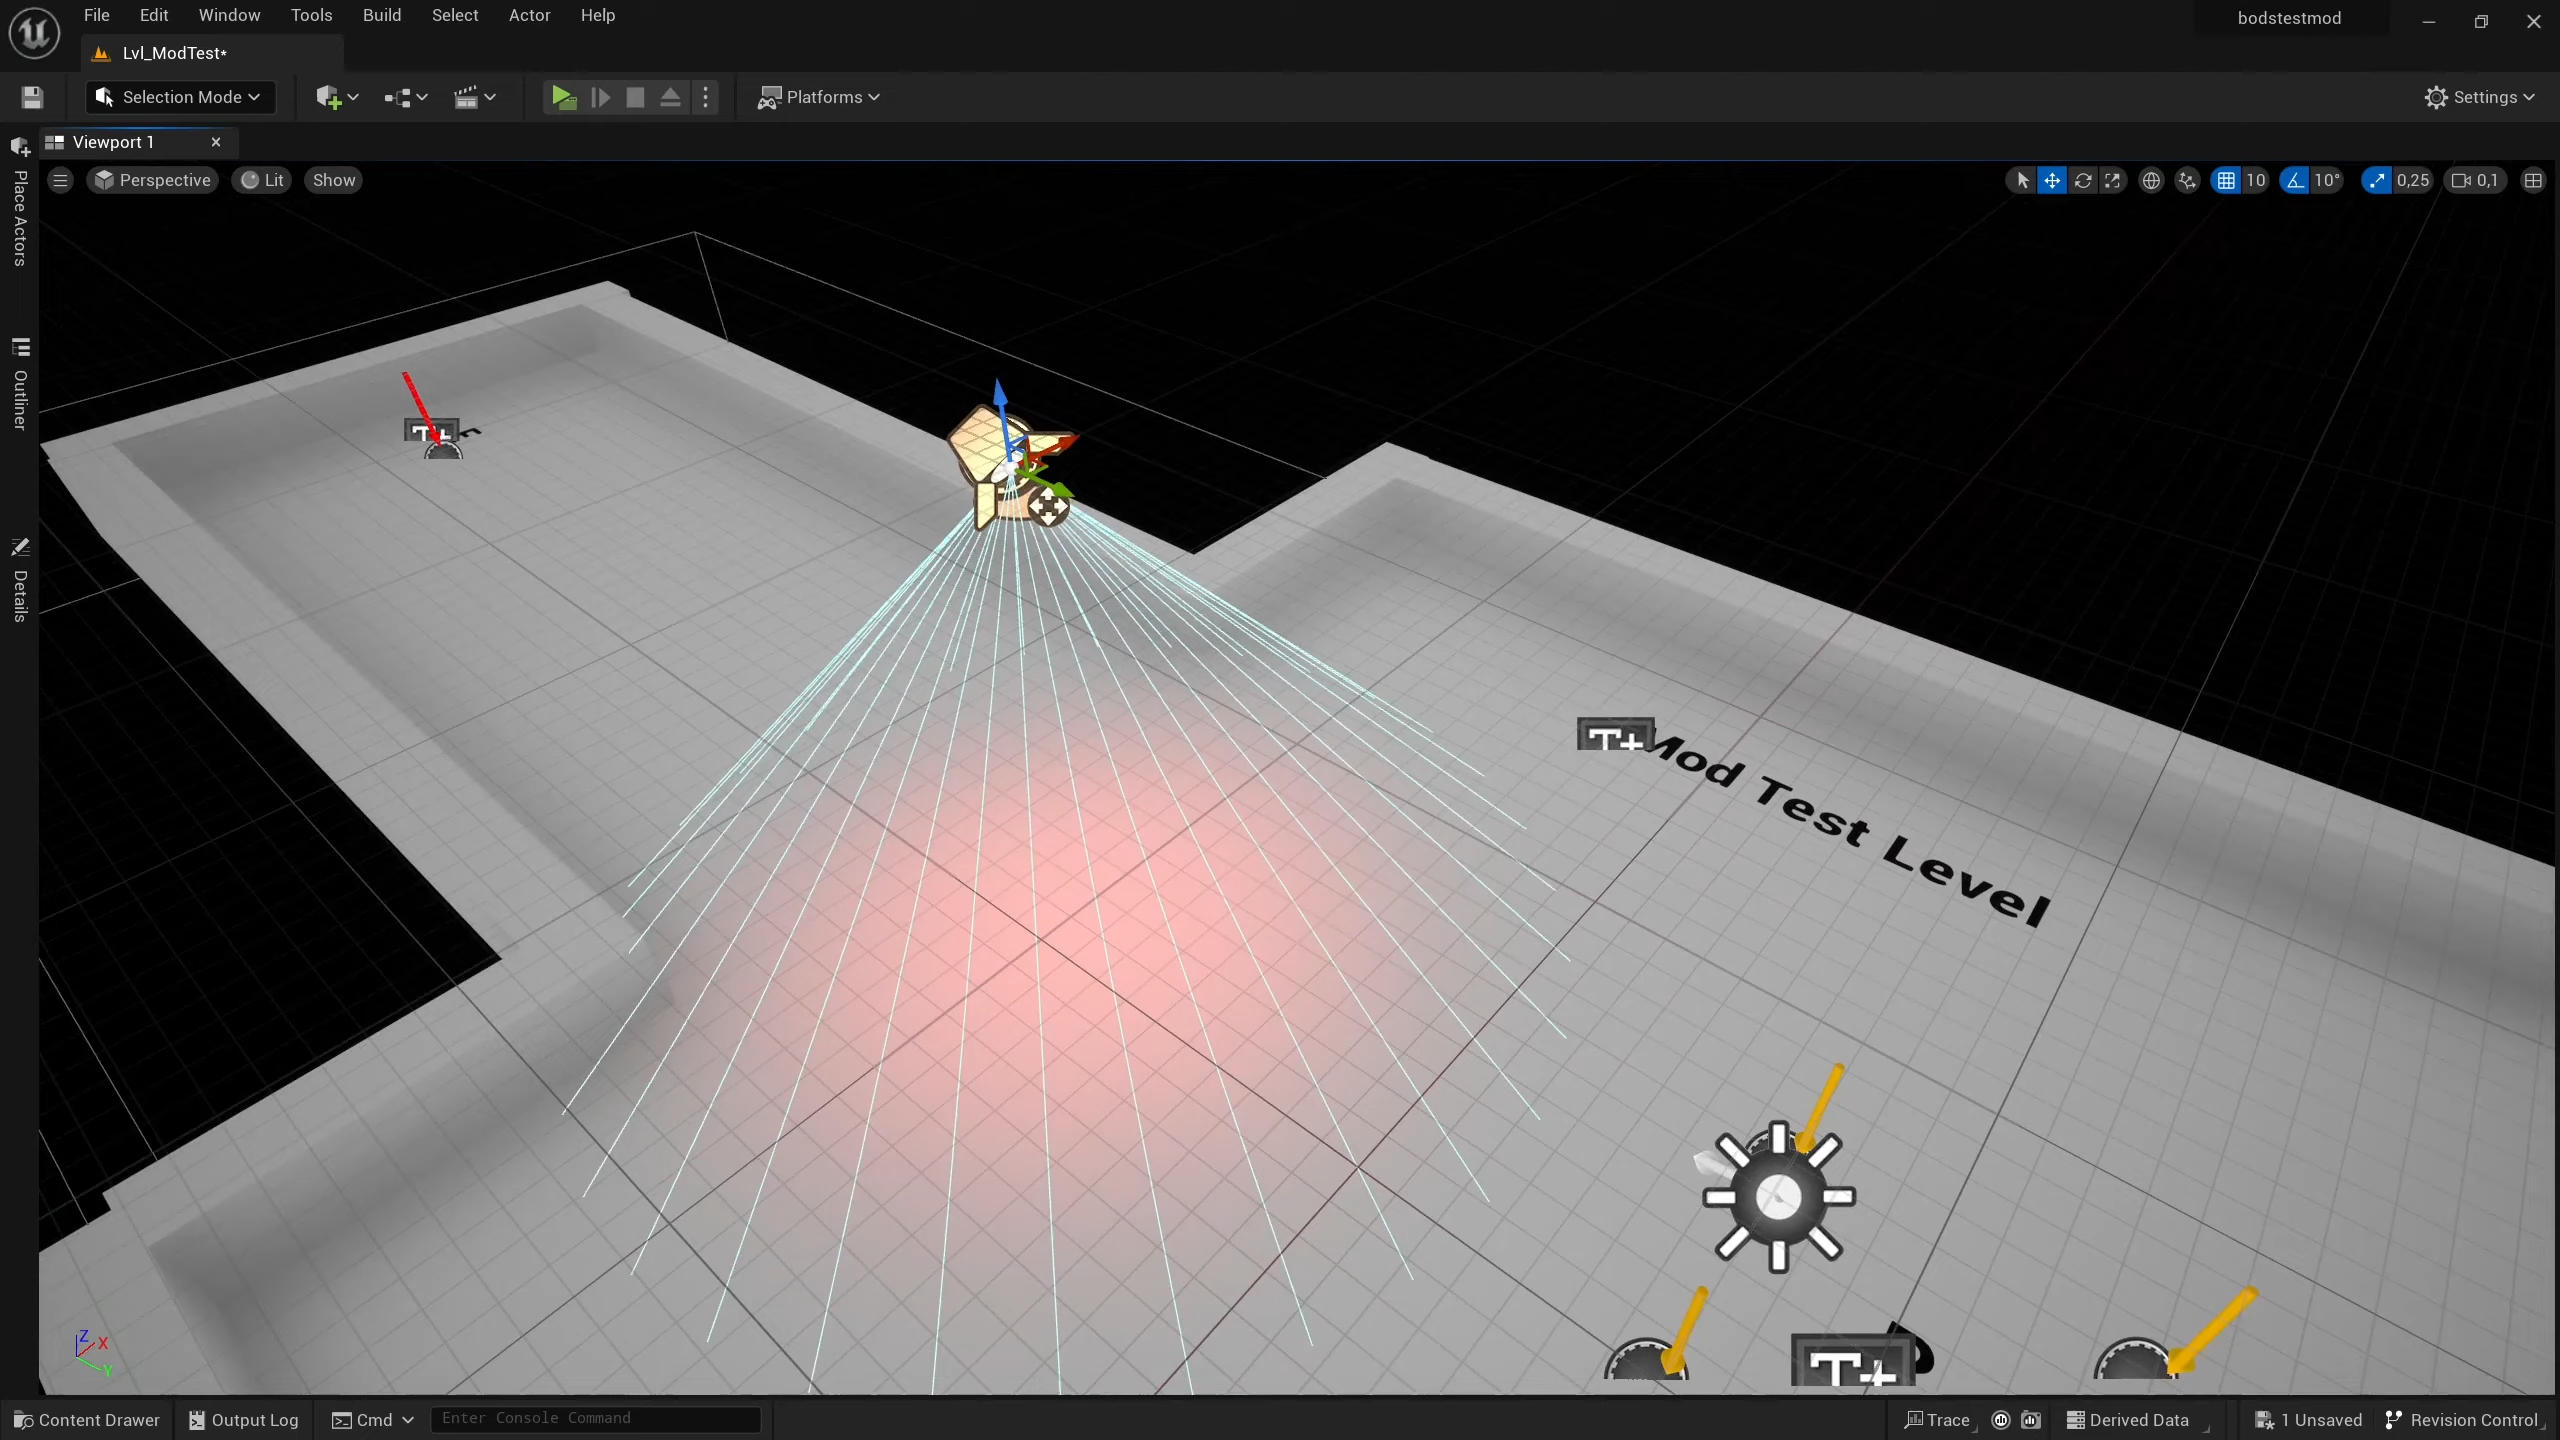 File Edit Window Tools Build Select Actor Help
bodstestmod
Lvl_ModTest*
Selection Mode
Platforms
Settings
Viewport 1
Perspective Lit Show
10 10° 0,25 0,1
Place Actors
Outliner
Details
T+
T+
Mod Test Level
T+
Z X
Y
Content Drawer Output Log Cmd Enter Console Command Trace Derived Data 1 Unsaved Revision Control